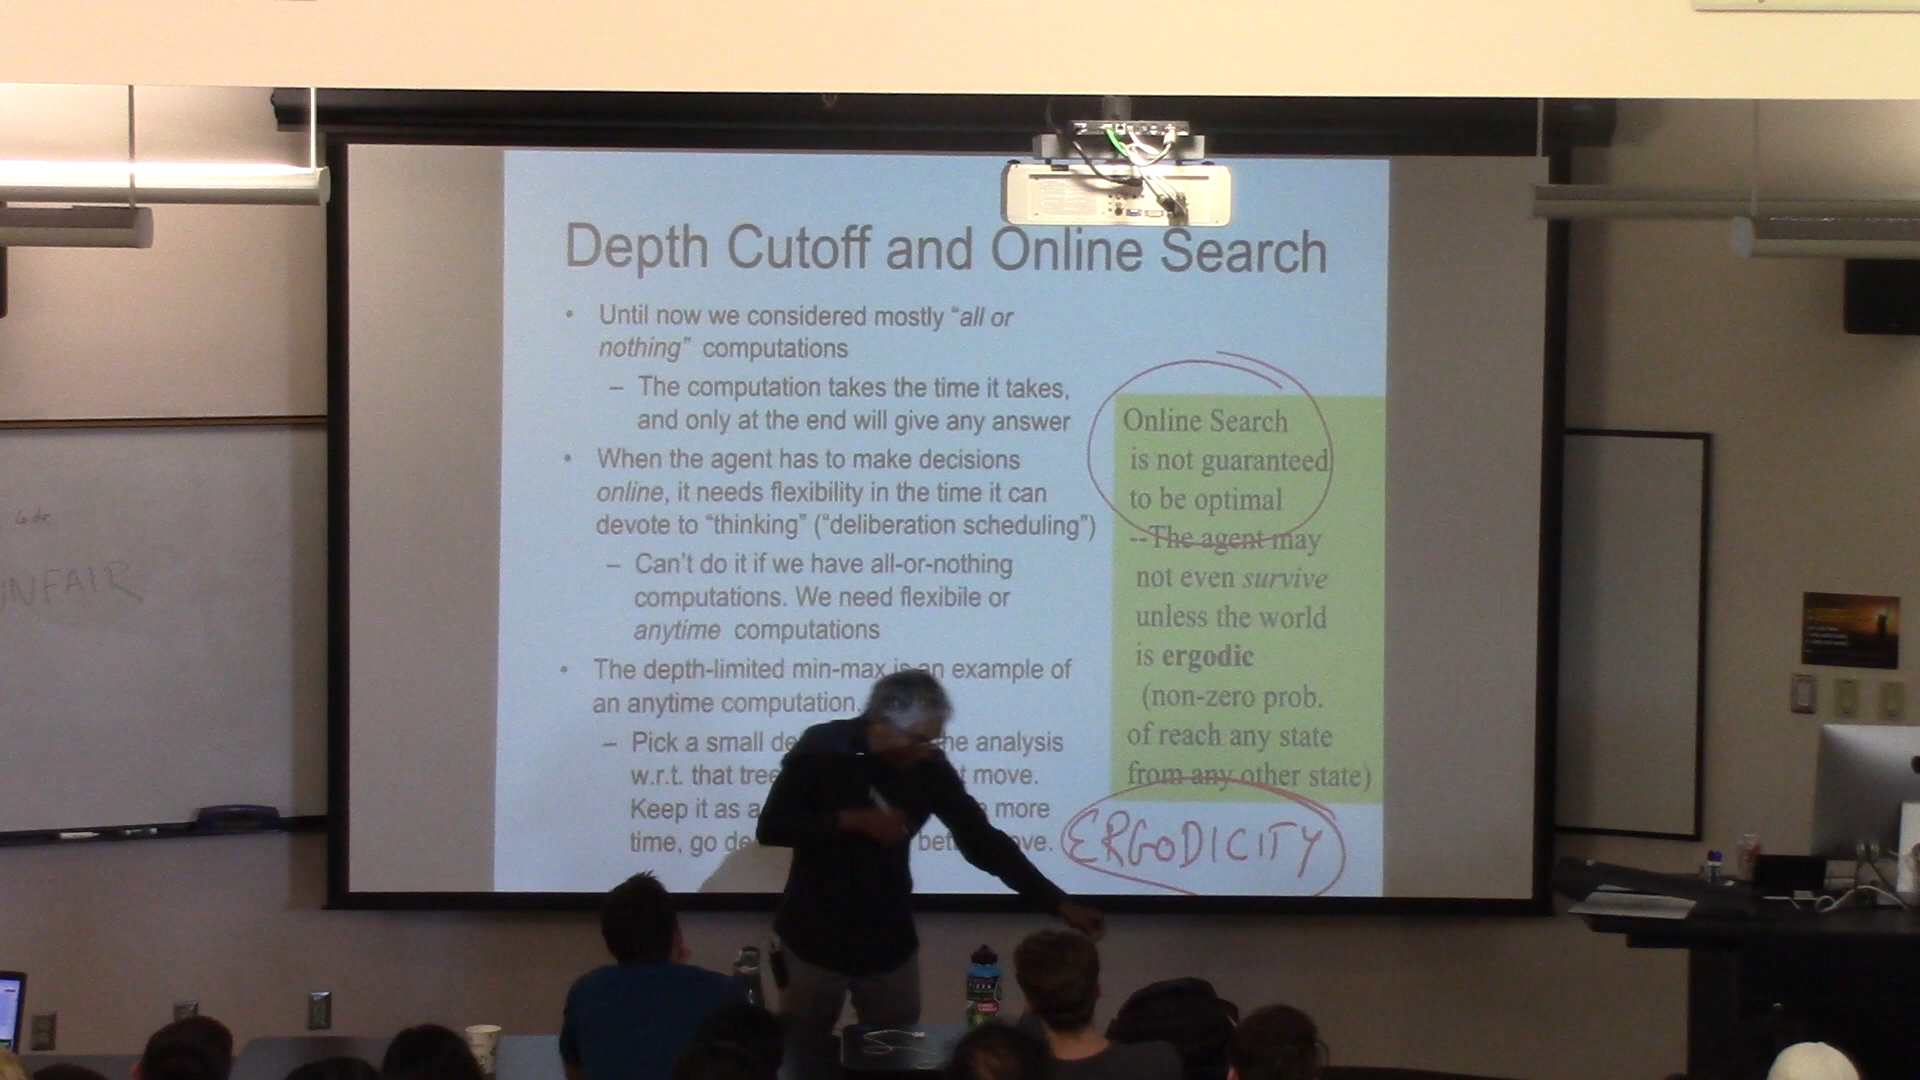 Depth Cutoff and Online Search
• Until now we considered mostly “all or
nothing” computations
– The computation takes the time it takes,
and only at the end will give any answer
• When the agent has to make decisions
online, it needs flexibility in the time it can
devote to “thinking” (“deliberation scheduling”)
– Can’t do it if we have all-or-nothing
computations. We need flexibile or
anytime computations
• The depth-limited min-max is an example of
an anytime computation.
– Pick a small he analysis
w.r.t. that tree move.
Keep it as a more
time, go ve.
Online Search
is not guaranteed
to be optimal
--The agent may
not even survive
unless the world
is ergodic
(non-zero prob.
of reach any state
from any other state)
ERGODICITY
UNFAIR